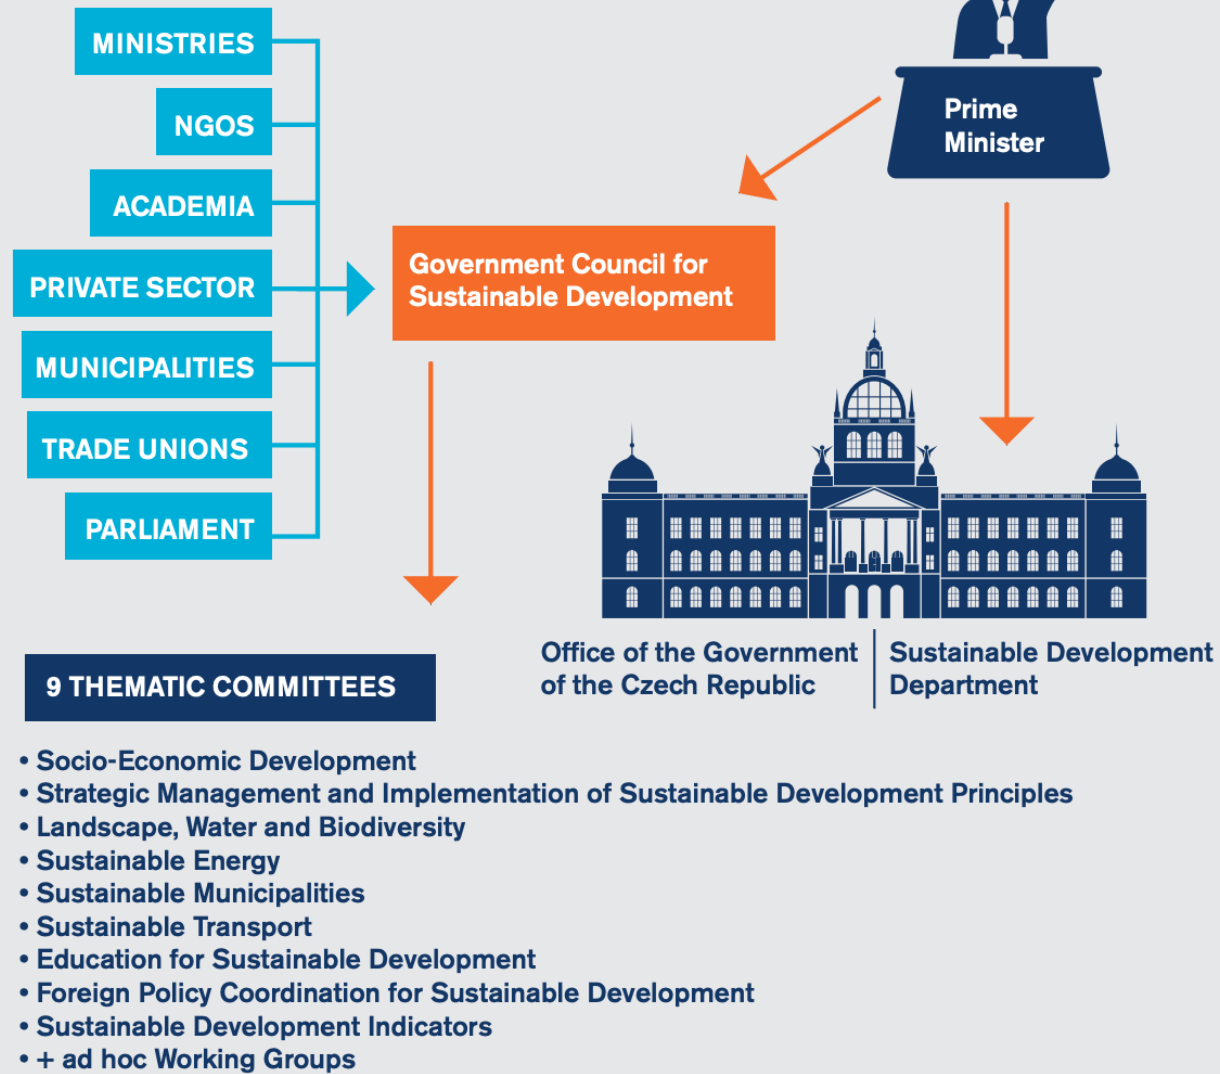 MINISTRIES
NGOS
ACADEMIA
PRIVATE SECTOR
MUNICIPALITIES
TRADE UNIONS
PARLIAMENT
Prime
Minister
Government Council for
Sustainable Development
Office of the Government
of the Czech Republic
Sustainable Development
Department
9 THEMATIC COMMITTEES
• Socio-Economic Development
• Strategic Management and Implementation of Sustainable Development Principles
• Landscape, Water and Biodiversity
• Sustainable Energy
• Sustainable Municipalities
• Sustainable Transport
• Education for Sustainable Development
• Foreign Policy Coordination for Sustainable Development
• Sustainable Development Indicators
• + ad hoc Working Groups